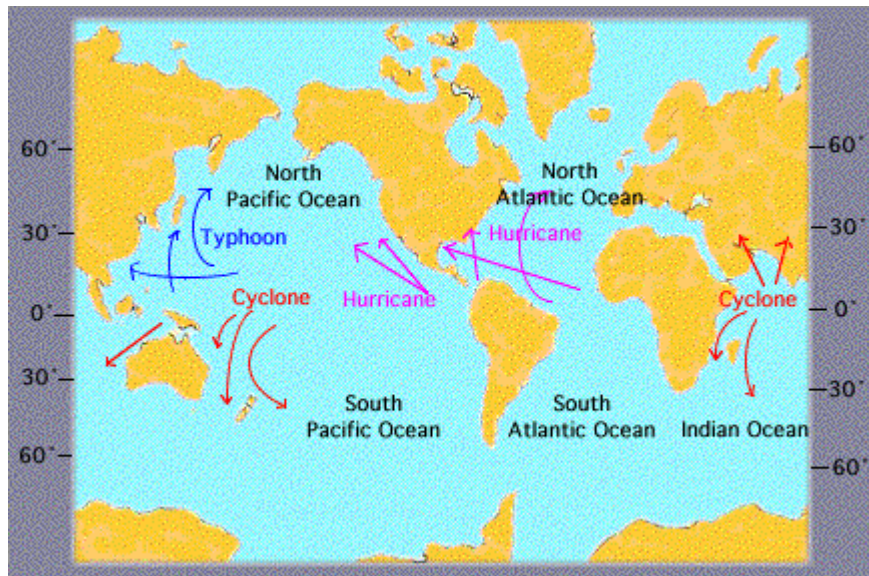 60°
60°
North
Pacific Ocean
North
Atlantic Ocean
30°
Typhoon
Hurricane
30°
Cyclone
Hurricane
Cyclone
0°
0°
30°
30°
South
Pacific Ocean
South
Atlantic Ocean
Indian Ocean
60°
60°